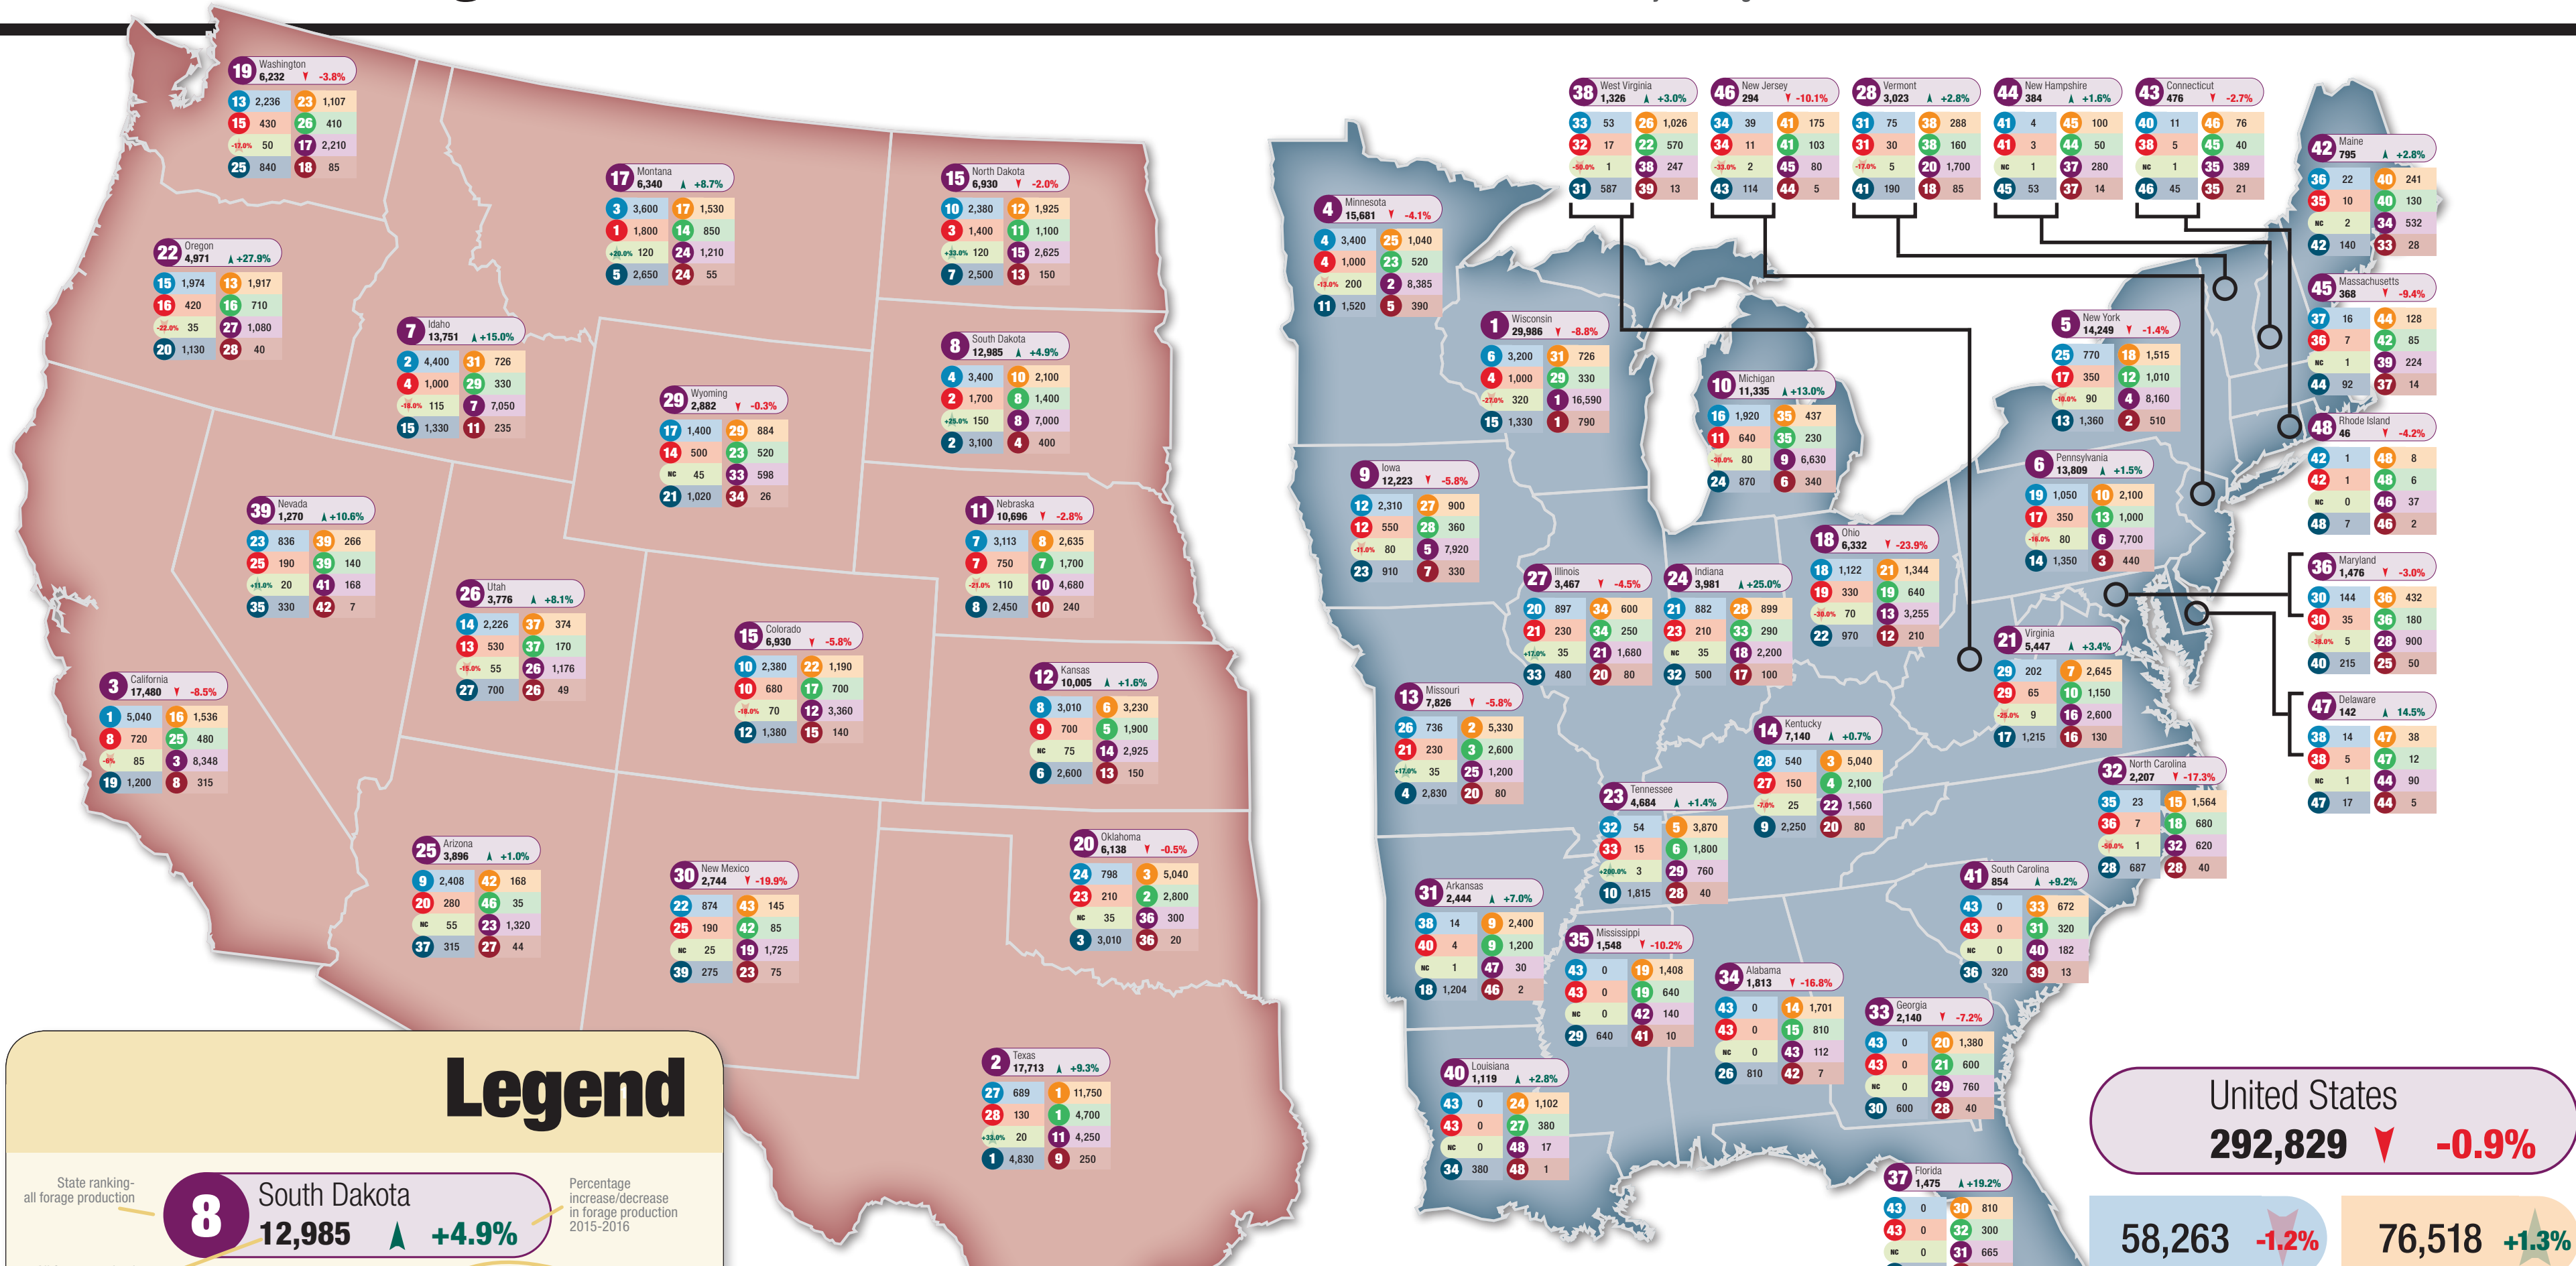 19 Washington
6,232 -3.8%
13 2,236 23 1,107
15 430 26 410
-17.0% 50 17 2,210
25 840 18 85
22 Oregon
4,971 +27.9%
15 1,974 13 1,917
16 420 16 710
-22.0% 35 27 1,080
20 1,130 28 40
17 Montana
6,340 +8.7%
3 3,600 17 1,530
1 1,800 14 850
+20.0% 120 24 1,210
5 2,650 24 55
15 North Dakota
6,930 -2.0%
10 2,380 12 1,925
3 1,400 11 1,100
+33.0% 120 15 2,625
7 2,500 13 150
7 Idaho
13,751 +15.0%
2 4,400 31 726
4 1,000 29 330
-18.0% 115 7 7,050
15 1,330 11 235
8 South Dakota
12,985 +4.9%
4 3,400 10 2,100
2 1,700 8 1,400
+25.0% 150 8 7,000
2 3,100 4 400
29 Wyoming
2,882 -0.3%
17 1,400 29 884
14 500 23 520
NC 45 33 598
21 1,020 34 26
39 Nevada
1,270 +10.6%
23 836 39 266
25 190 39 140
+11.0% 20 41 168
35 330 42 7
11 Nebraska
10,696 -2.8%
7 3,113 8 2,635
7 750 7 1,700
-21.0% 110 10 4,680
8 2,450 10 240
26 Utah
3,776 +8.1%
14 2,226 37 374
13 530 37 170
-15.0% 55 26 1,176
27 700 26 49
15 Colorado
6,930 -5.8%
10 2,380 22 1,190
10 680 17 700
-18.0% 70 12 3,360
12 1,380 15 140
3 California
17,480 -8.5%
1 5,040 16 1,536
8 720 25 480
-6% 85 3 8,348
19 1,200 8 315
12 Kansas
10,005 +1.6%
8 3,010 6 3,230
9 700 5 1,900
NC 75 14 2,925
6 2,600 13 150
25 Arizona
3,896 +1.0%
9 2,408 42 168
20 280 46 35
NC 55 23 1,320
37 315 27 44
30 New Mexico
2,744 -19.9%
22 874 43 145
25 190 42 85
NC 25 19 1,725
39 275 23 75
20 Oklahoma
6,138 -0.5%
24 798 3 5,040
23 210 2 2,800
NC 35 36 300
3 3,010 36 20
2 Texas
17,713 +9.3%
27 689 1 11,750
28 130 1 4,700
+33.0% 20 11 4,250
1 4,830 9 250
38 West Virginia
1,326 +3.0%
33 53 26 1,026
32 17 22 570
-50.0% 1 38 247
31 587 39 13
46 New Jersey
294 -10.1%
34 39 41 175
34 11 41 103
-33.0% 2 45 80
43 114 44 5
28 Vermont
3,023 +2.8%
31 75 38 288
31 30 38 160
-17.0% 5 20 1,700
41 190 18 85
44 New Hampshire
384 +1.6%
41 4 45 100
41 3 44 50
NC 1 37 280
45 53 37 14
43 Connecticut
476 -2.7%
40 11 46 76
38 5 45 40
NC 1 35 389
46 45 35 21
42 Maine
795 +2.8%
36 22 40 241
35 10 40 130
NC 2 34 532
42 140 33 28
4 Minnesota
15,681 -4.1%
4 3,400 25 1,040
4 1,000 23 520
-13.0% 200 2 8,385
11 1,520 5 390
45 Massachusetts
368 -9.4%
37 16 44 128
36 7 42 85
NC 1 39 224
44 92 37 14
1 Wisconsin
29,986 -8.8%
6 3,200 31 726
4 1,000 29 330
-27.0% 320 1 16,590
15 1,330 1 790
5 New York
14,249 -1.4%
25 770 18 1,515
17 350 12 1,010
-10.0% 90 4 8,160
13 1,360 2 510
10 Michigan
11,335 +13.0%
16 1,920 35 437
11 640 35 230
-30.0% 80 9 6,630
24 870 6 340
48 Rhode Island
46 -4.2%
42 1 48 8
42 1 48 6
NC 0 46 37
48 7 46 2
9 Iowa
12,223 -5.8%
12 2,310 27 900
12 550 28 360
-11.0% 80 5 7,920
23 910 7 330
6 Pennsylvania
13,809 +1.5%
19 1,050 10 2,100
17 350 13 1,000
-16.0% 80 6 7,700
14 1,350 3 440
18 Ohio
6,332 -23.9%
18 1,122 21 1,344
19 330 19 640
-30.0% 70 13 3,255
22 970 12 210
27 Illinois
3,467 -4.5%
20 897 34 600
21 230 34 250
+17.0% 35 21 1,680
33 480 20 80
24 Indiana
3,981 +25.0%
21 882 28 899
23 210 33 290
NC 35 18 2,200
32 500 17 100
36 Maryland
1,476 -3.0%
30 144 36 432
30 35 36 180
-38.0% 5 28 900
40 215 25 50
21 Virginia
5,447 +3.4%
29 202 7 2,645
29 65 10 1,150
-25.0% 9 16 2,600
17 1,215 16 130
13 Missouri
7,826 -5.8%
26 736 2 5,330
21 230 3 2,600
+17.0% 35 25 1,200
4 2,830 20 80
47 Delaware
142 14.5%
38 14 47 38
38 5 47 12
NC 1 44 90
47 17 44 5
14 Kentucky
7,140 +0.7%
28 540 3 5,040
27 150 4 2,100
-7.0% 25 22 1,560
9 2,250 20 80
32 North Carolina
2,207 -17.3%
35 23 15 1,564
36 7 18 680
-50.0% 1 32 620
28 687 28 40
23 Tennessee
4,684 +1.4%
32 54 5 3,870
33 15 6 1,800
+200.0% 3 29 760
10 1,815 28 40
41 South Carolina
854 +9.2%
43 0 33 672
43 0 31 320
NC 0 40 182
36 320 39 13
31 Arkansas
2,444 +7.0%
38 14 9 2,400
40 4 9 1,200
NC 1 47 30
18 1,204 46 2
35 Mississippi
1,548 -10.2%
43 0 19 1,408
43 0 19 640
NC 0 42 140
29 640 41 10
34 Alabama
1,813 -16.8%
43 0 14 1,701
43 0 15 810
NC 0 43 112
26 810 42 7
33 Georgia
2,140 -7.2%
43 0 20 1,380
43 0 21 600
NC 0 29 760
30 600 28 40
40 Louisiana
1,119 +2.8%
43 0 24 1,102
43 0 27 380
NC 0 48 17
34 380 48 1
37 Florida
1,475 +19.2%
43 0 30 810
43 0 32 300
NC 0 31 665
Legend
State ranking-
all forage production
8 South Dakota
12,985 +4.9%
Percentage
increase/decrease
in forage production
2015-2016
United States
292,829 -0.9%
58,263 -1.2% 76,518 +1.3%